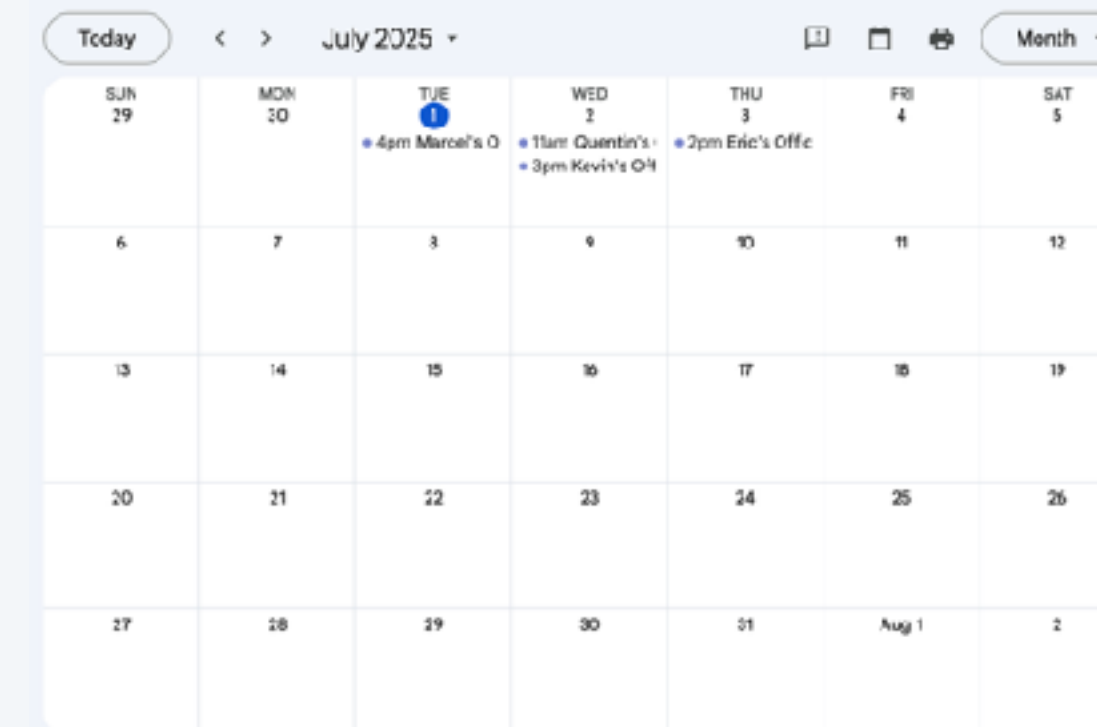 Today < > July 2025 Month
SUN MON TUE WED THU FRI SAT
29 30 1 2 3 4 5
4pm Marcel's O 11am Quentin's 2pm Eric's Offic
3pm Kevin's Off
6 7 8 9 10 11 12
13 14 15 16 17 18 19
20 21 22 23 24 25 26
27 28 29 30 31 Aug 1 2